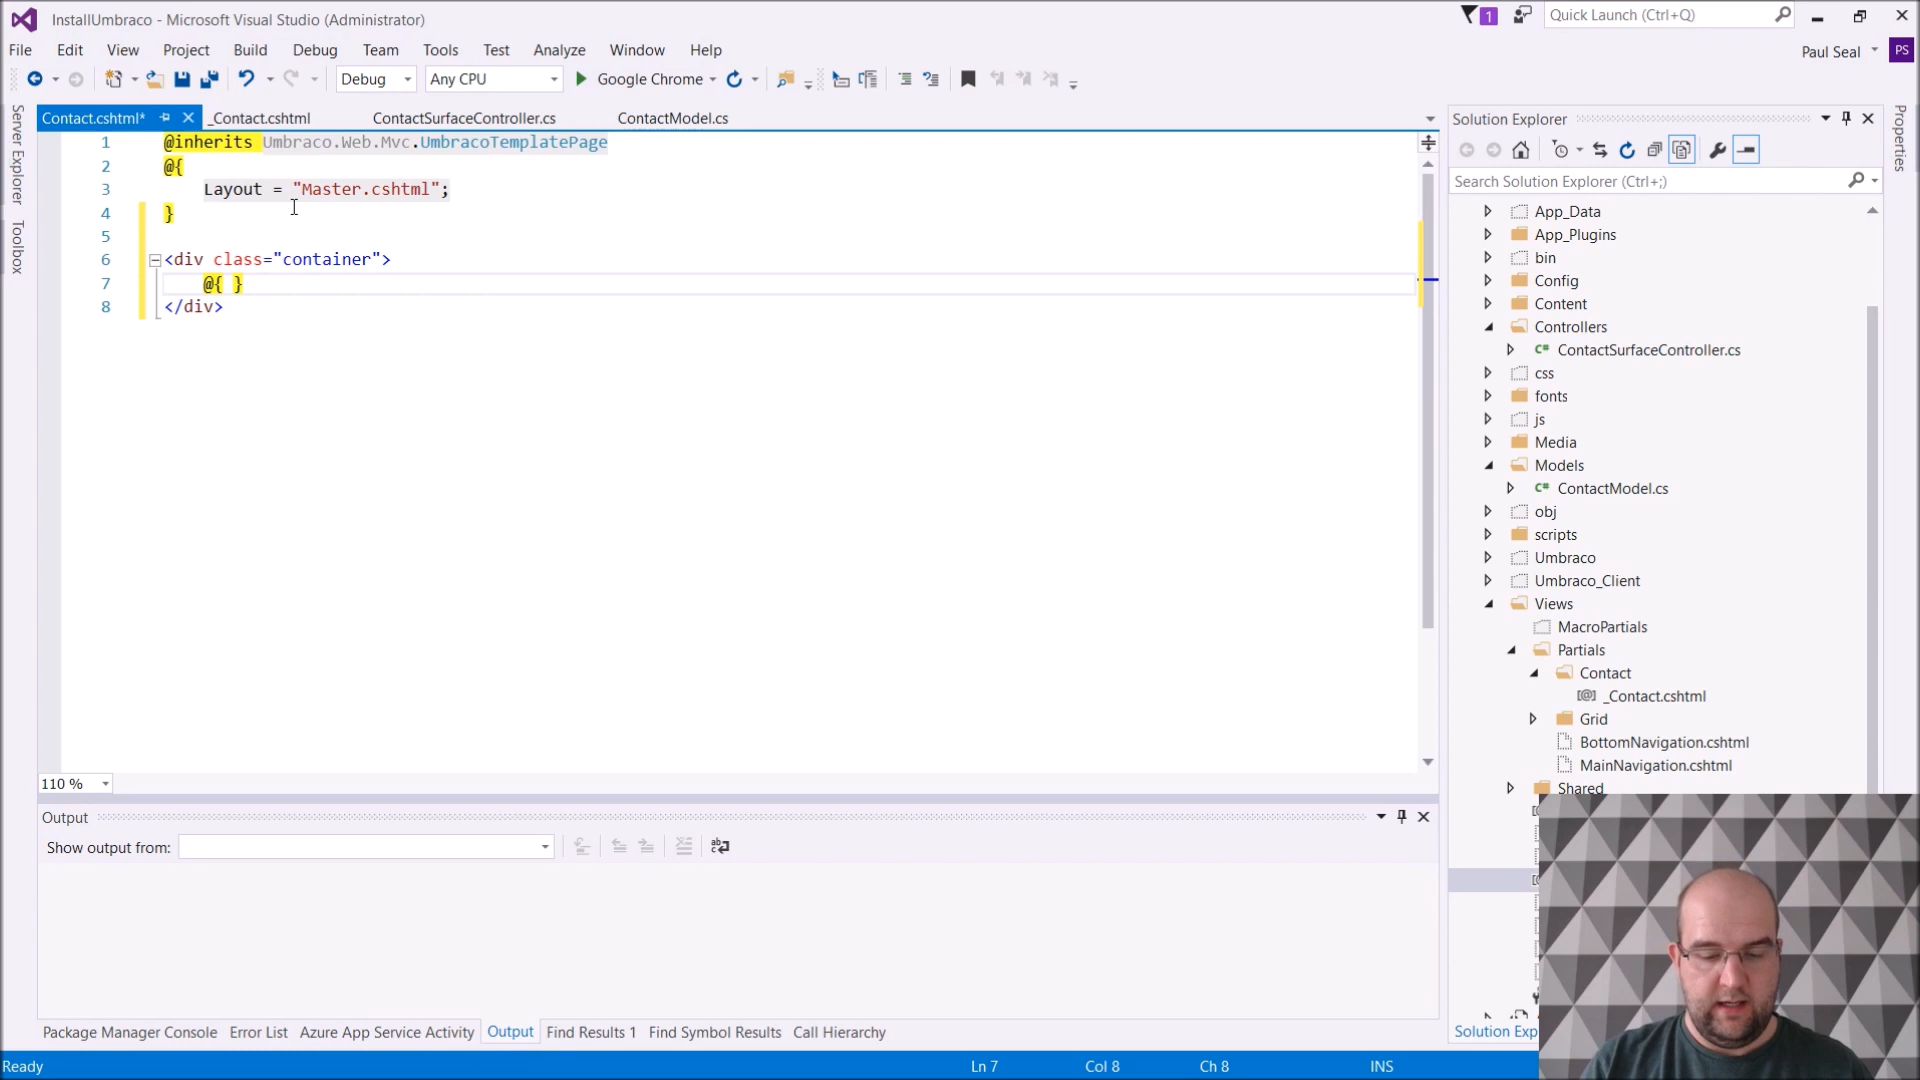 InstallUmbraco - Microsoft Visual Studio (Administrator)
1
Quick Launch (Ctrl+Q)
File Edit View Project Build Debug Team Tools Test Analyze Window Help
Paul Seal PS
Debug Any CPU Google Chrome
Contact.cshtml* _Contact.cshtml ContactSurfaceController.cs ContactModel.cs
Server Explorer
Toolbox
1 @inherits Umbraco.Web.Mvc.UmbracoTemplatePage
2 @{
3 Layout = "Master.cshtml";
4 }
5
6 <div class="container">
7 @{ }
8 </div>
110 %
Solution Explorer
Properties
Search Solution Explorer (Ctrl+;)
App_Data
App_Plugins
bin
Config
Content
Controllers
C# ContactSurfaceController.cs
css
fonts
js
Media
Models
C# ContactModel.cs
obj
scripts
Umbraco
Umbraco_Client
Views
MacroPartials
Partials
Contact
[@] _Contact.cshtml
Grid
BottomNavigation.cshtml
MainNavigation.cshtml
Shared
Solution Exp
Output
Show output from:
Package Manager Console Error List Azure App Service Activity Output Find Results 1 Find Symbol Results Call Hierarchy
Ready Ln 7 Col 8 Ch 8 INS